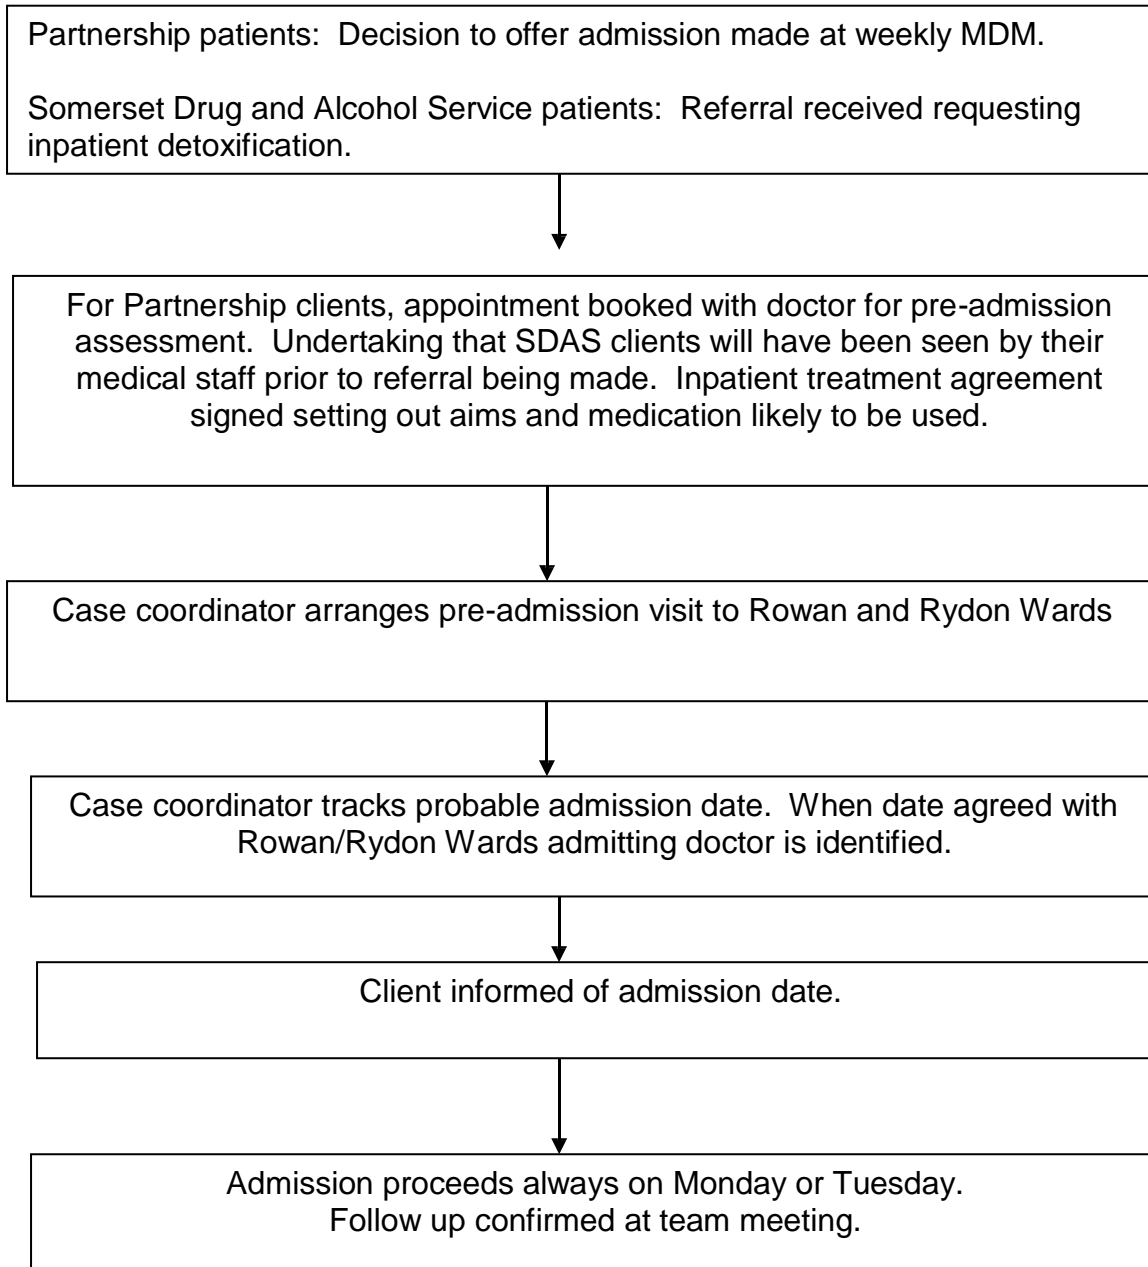 Partnership patients:  Decision to offer admission made at weekly MDM.
Somerset Drug and Alcohol Service patients:  Referral received requesting
inpatient detoxification.
For Partnership clients, appointment booked with doctor for pre-admission
assessment.  Undertaking that SDAS clients will have been seen by their
medical staff prior to referral being made.  Inpatient treatment agreement
signed setting out aims and medication likely to be used.
Case coordinator arranges pre-admission visit to Rowan and Rydon Wards
Case coordinator tracks probable admission date.  When date agreed with
Rowan/Rydon Wards admitting doctor is identified.
Client informed of admission date.
Admission proceeds always on Monday or Tuesday.
Follow up confirmed at team meeting.